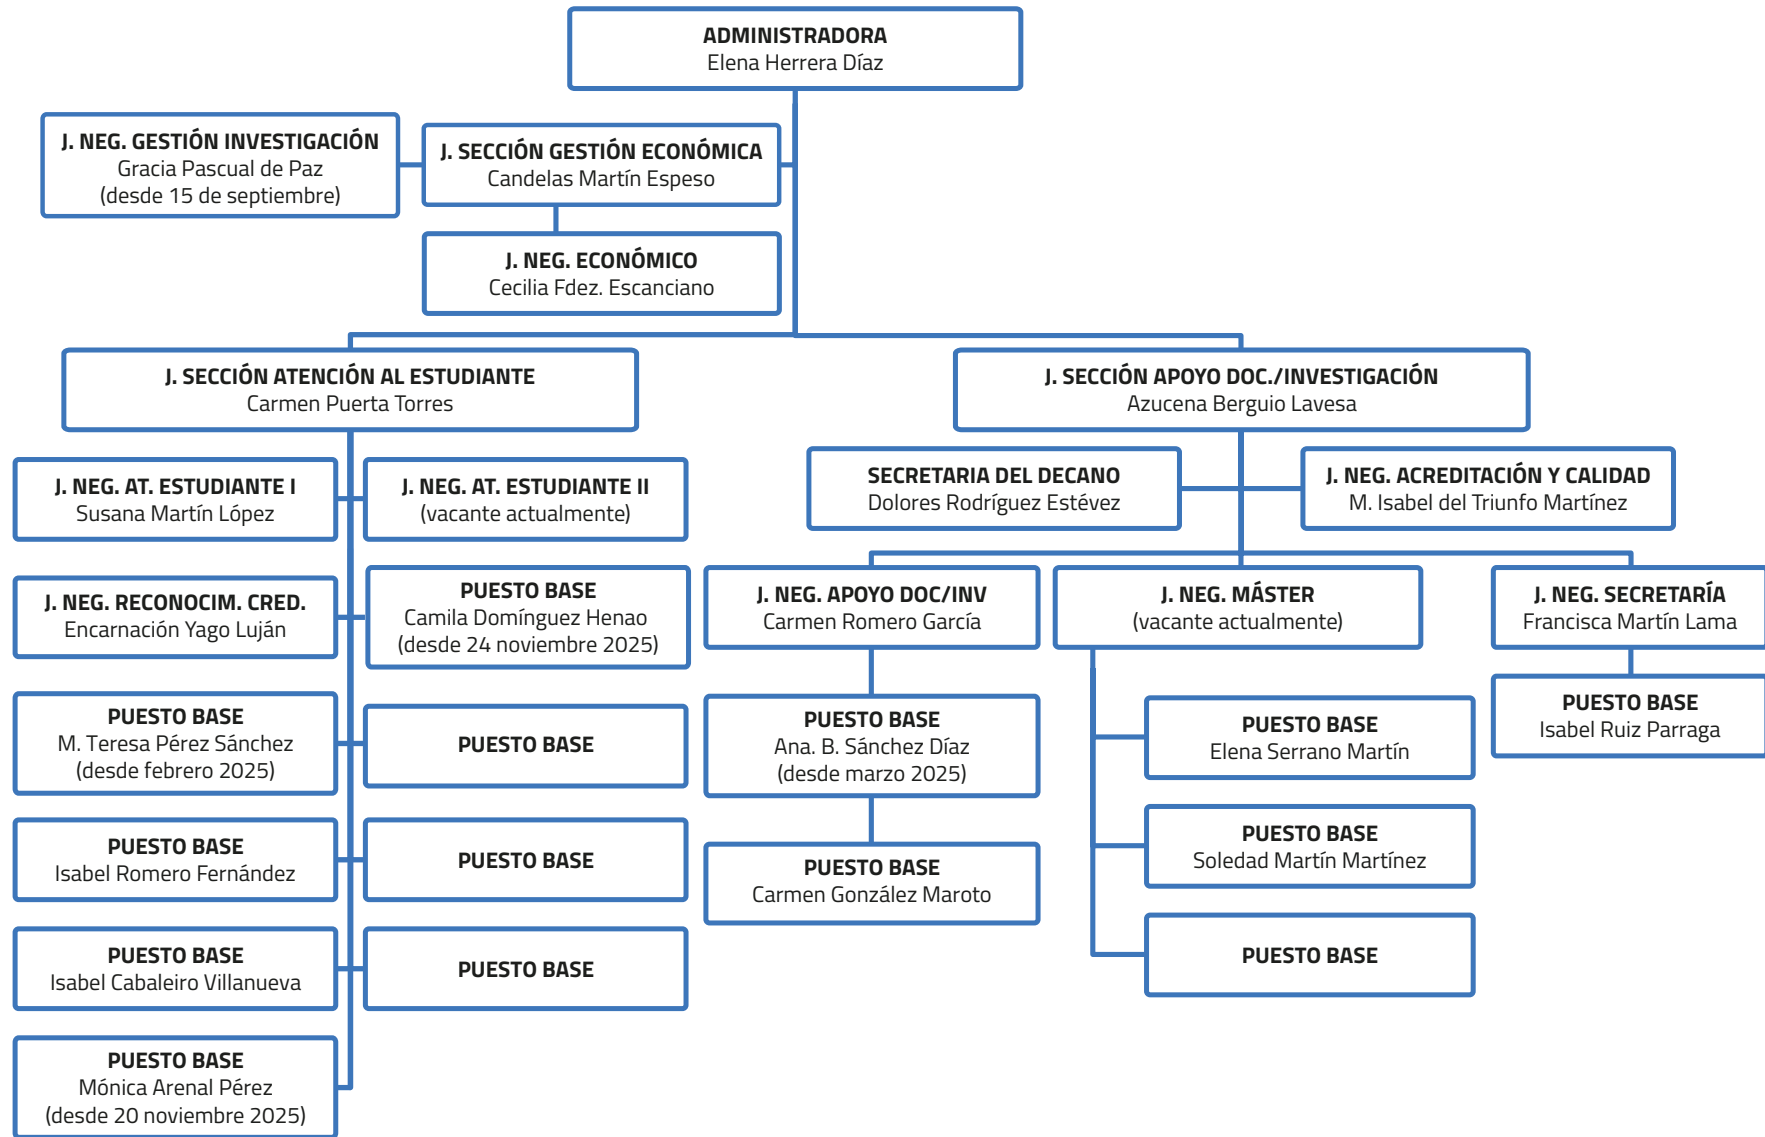 ADMINISTRADORA
Elena Herrera Díaz
J. NEG. GESTIÓN INVESTIGACIÓN
Gracia Pascual de Paz
(desde 15 de septiembre)
J. SECCIÓN GESTIÓN ECONÓMICA
Candelas Martín Espeso
J. NEG. ECONÓMICO
Cecilia Fdez. Escanciano
J. SECCIÓN ATENCIÓN AL ESTUDIANTE
Carmen Puerta Torres
J. NEG. AT. ESTUDIANTE I
Susana Martín López
J. NEG. AT. ESTUDIANTE II
(vacante actualmente)
J. NEG. RECONOCIM. CRED.
Encarnación Yago Luján
PUESTO BASE
Camila Domínguez Henao
(desde 24 noviembre 2025)
PUESTO BASE
M. Teresa Pérez Sánchez
(desde febrero 2025)
PUESTO BASE
PUESTO BASE
Isabel Romero Fernández
PUESTO BASE
PUESTO BASE
Isabel Cabaleiro Villanueva
PUESTO BASE
PUESTO BASE
Mónica Arenal Pérez
(desde 20 noviembre 2025)
J. SECCIÓN APOYO DOC./INVESTIGACIÓN
Azucena Berguio Lavesa
SECRETARIA DEL DECANO
Dolores Rodríguez Estévez
J. NEG. ACREDITACIÓN Y CALIDAD
M. Isabel del Triunfo Martínez
J. NEG. APOYO DOC/INV
Carmen Romero García
PUESTO BASE
Ana. B. Sánchez Díaz
(desde marzo 2025)
PUESTO BASE
Carmen González Maroto
J. NEG. MÁSTER
(vacante actualmente)
PUESTO BASE
Elena Serrano Martín
PUESTO BASE
Soledad Martín Martínez
PUESTO BASE
J. NEG. SECRETARÍA
Francisca Martín Lama
PUESTO BASE
Isabel Ruiz Parraga